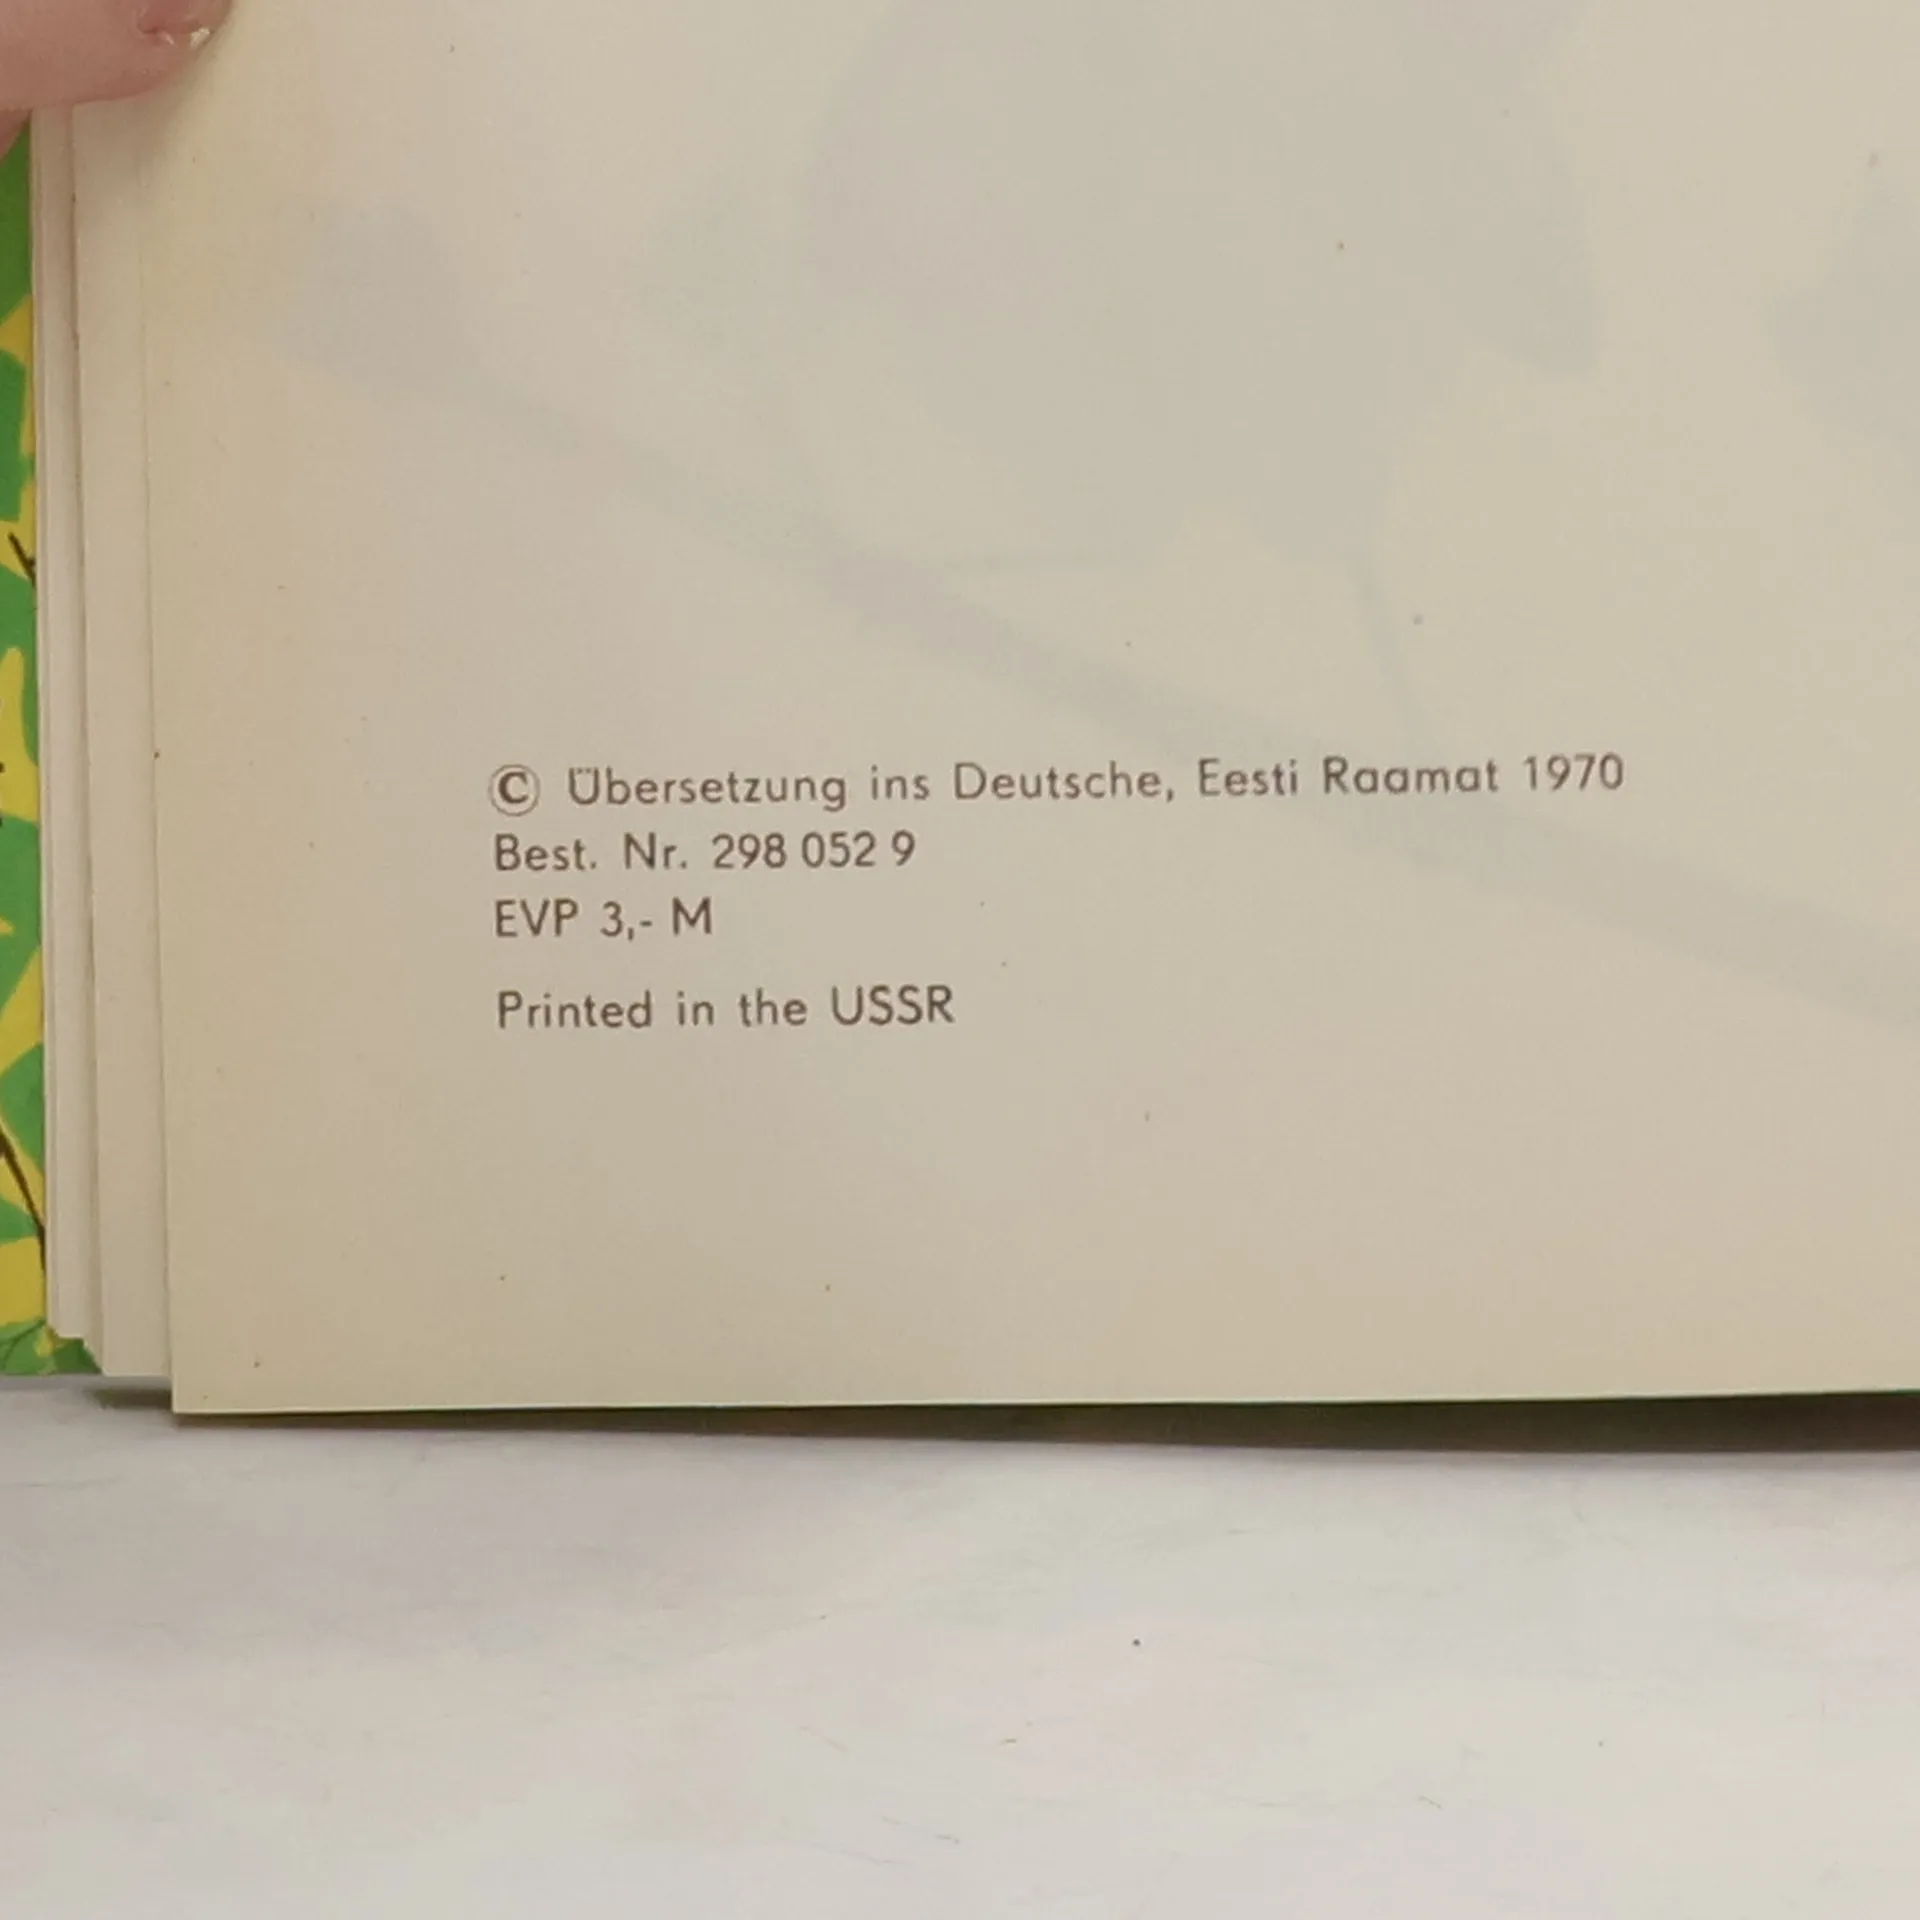 © Übersetzung ins Deutsche, Eesti Raamat 1970
Best. Nr. 298 052 9
EVP 3,- M
Printed in the USSR